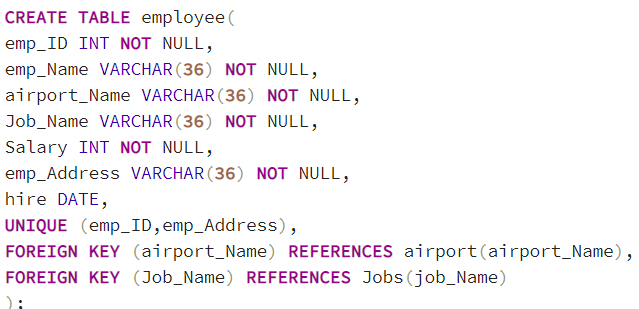 CREATE TABLE employee(
emp_ID INT NOT NULL,
emp_Name VARCHAR(36) NOT NULL,
airport_Name VARCHAR(36) NOT NULL,
Job_Name VARCHAR(36) NOT NULL,
Salary INT NOT NULL,
emp_Address VARCHAR(36) NOT NULL,
hire DATE,
UNIQUE (emp_ID,emp_Address),
FOREIGN KEY (airport_Name) REFERENCES airport(airport_Name),
FOREIGN KEY (Job_Name) REFERENCES Jobs(job_Name)
);